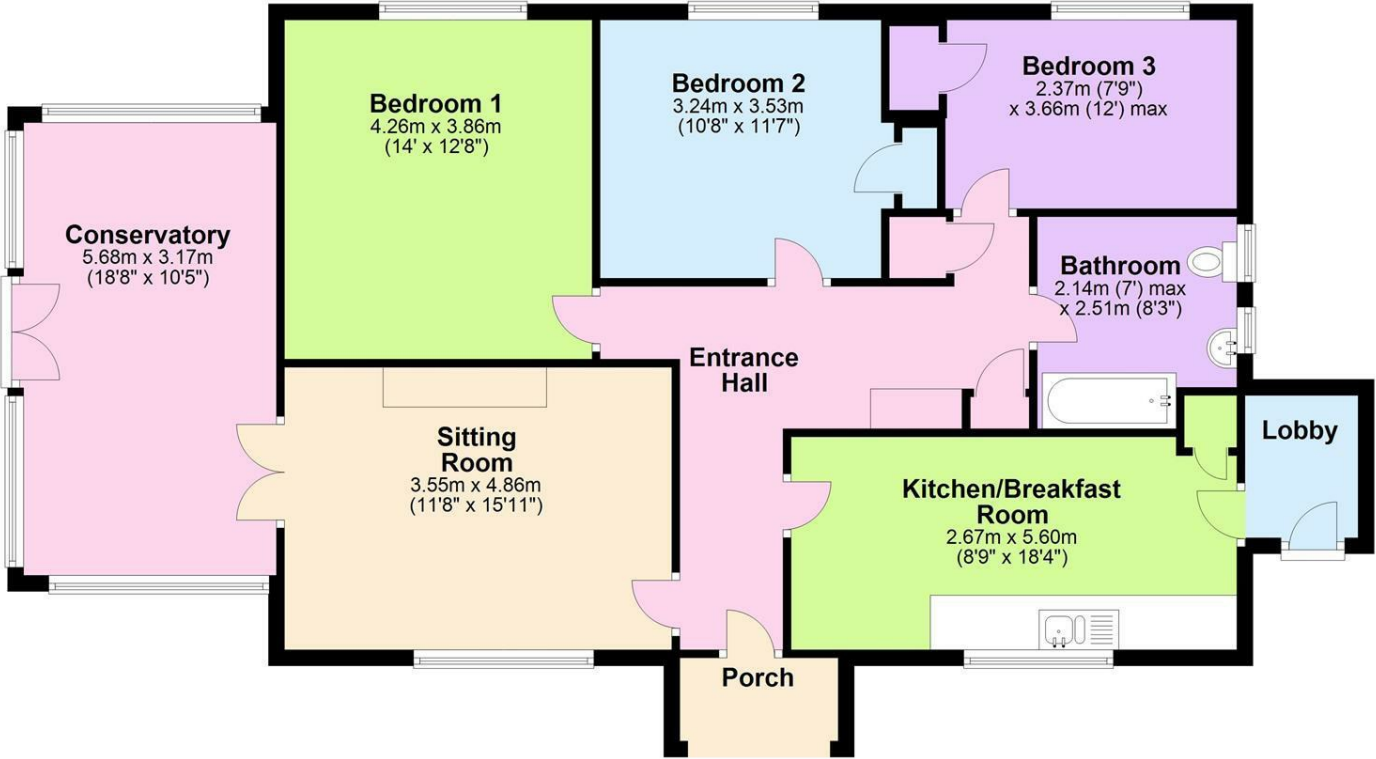 Bedroom 1
4.26m x 3.86m
(14' x 12'8")
Bedroom 2
3.24m x 3.53m
(10'8" x 11'7")
Bedroom 3
2.37m (7'9")
x 3.66m (12') max
Conservatory
5.68m x 3.17m
(18'8" x 10'5")
Bathroom
2.14m (7') max
x 2.51m (8'3")
Entrance
Hall
Sitting
Room
3.55m x 4.86m
(11'8" x 15'11")
Kitchen/Breakfast
Room
2.67m x 5.60m
(8'9" x 18'4")
Lobby
Porch